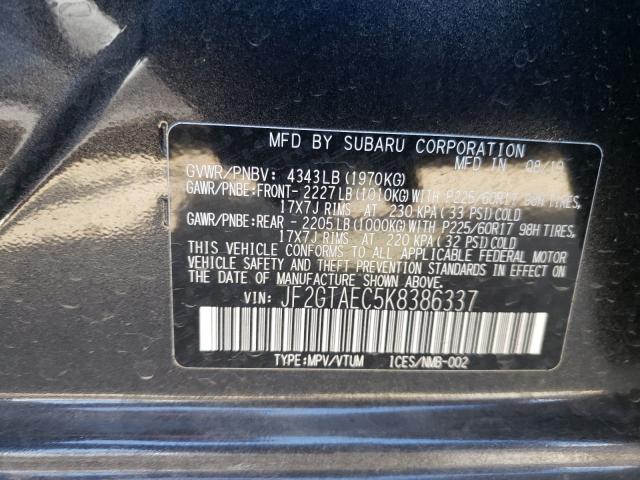 MFD BY SUBARU CORPORATION
MFD IN 08/19
GVWR/PNBV: 4343LB (1970KG)
GAWR/PNBE:FRONT- 2227LB (1010KG) WITH P225/60R17 98H TIRES,
17X7J RIMS AT 230 KPA (33 PSI) COLD
GAWR/PNBE:REAR - 2205LB (1000KG) WITH P225/60R17 98H TIRES,
17X7J RIMS AT 220 KPA (32 PSI) COLD
THIS VEHICLE CONFORMS TO ALL APPLICABLE FEDERAL MOTOR
VEHICLE SAFETY AND THEFT PREVENTION STANDARDS IN EFFECT
ON THE DATE OF MANUFACTURE SHOWN ABOVE.
VIN: JF2GTAEC5K8386337
TYPE:MPV/VTUM ICES/NMB-002